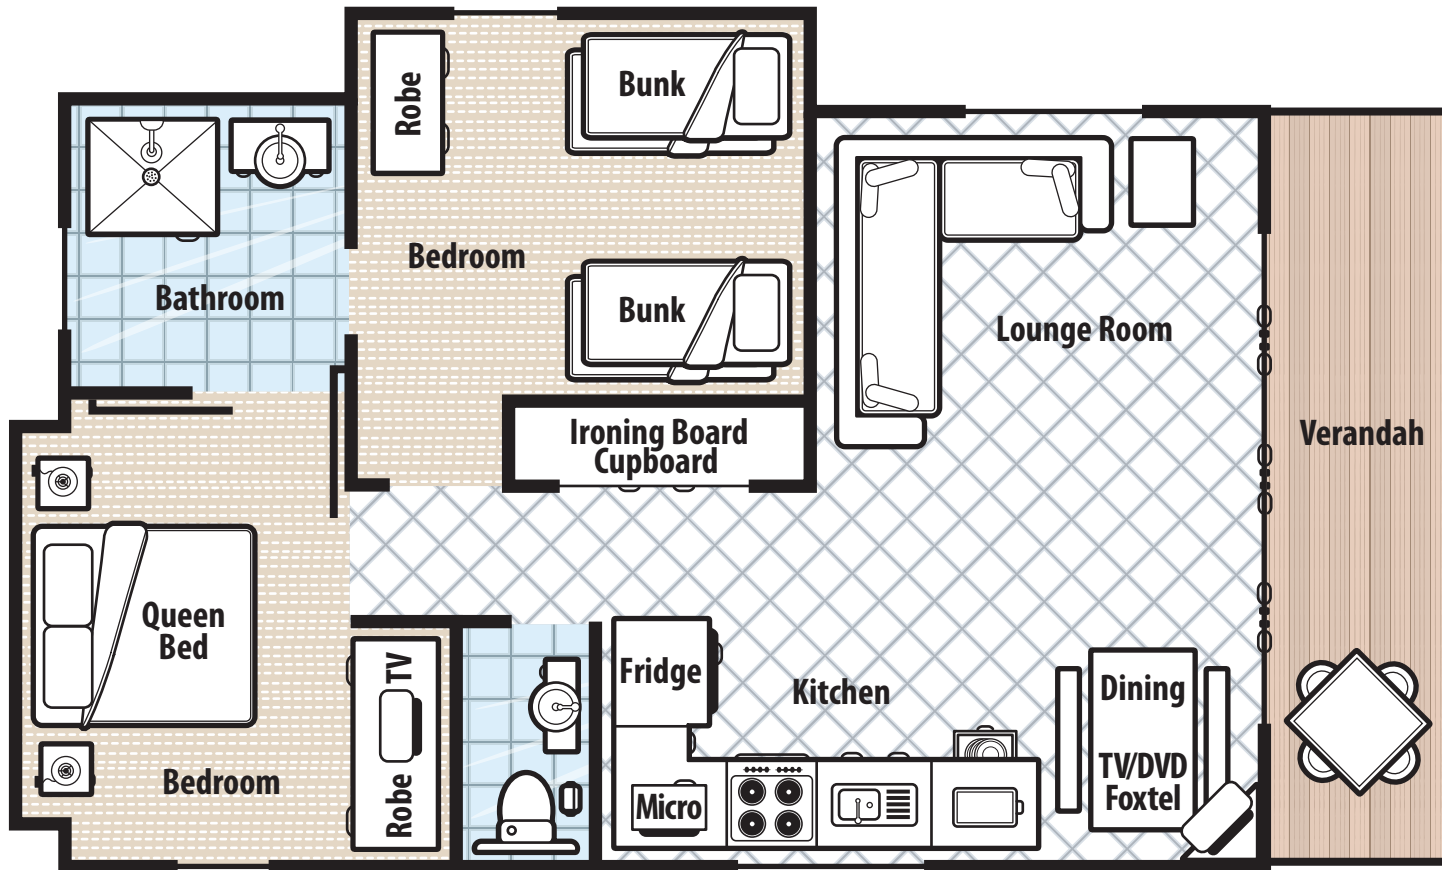 Robe
Bunk
Bedroom
Bathroom
Bunk
Lounge Room
Ironing Board
Cupboard
Verandah
Queen
Bed
TV
Robe
Bedroom
Fridge
Kitchen
Micro
Dining
TV/DVD
Foxtel